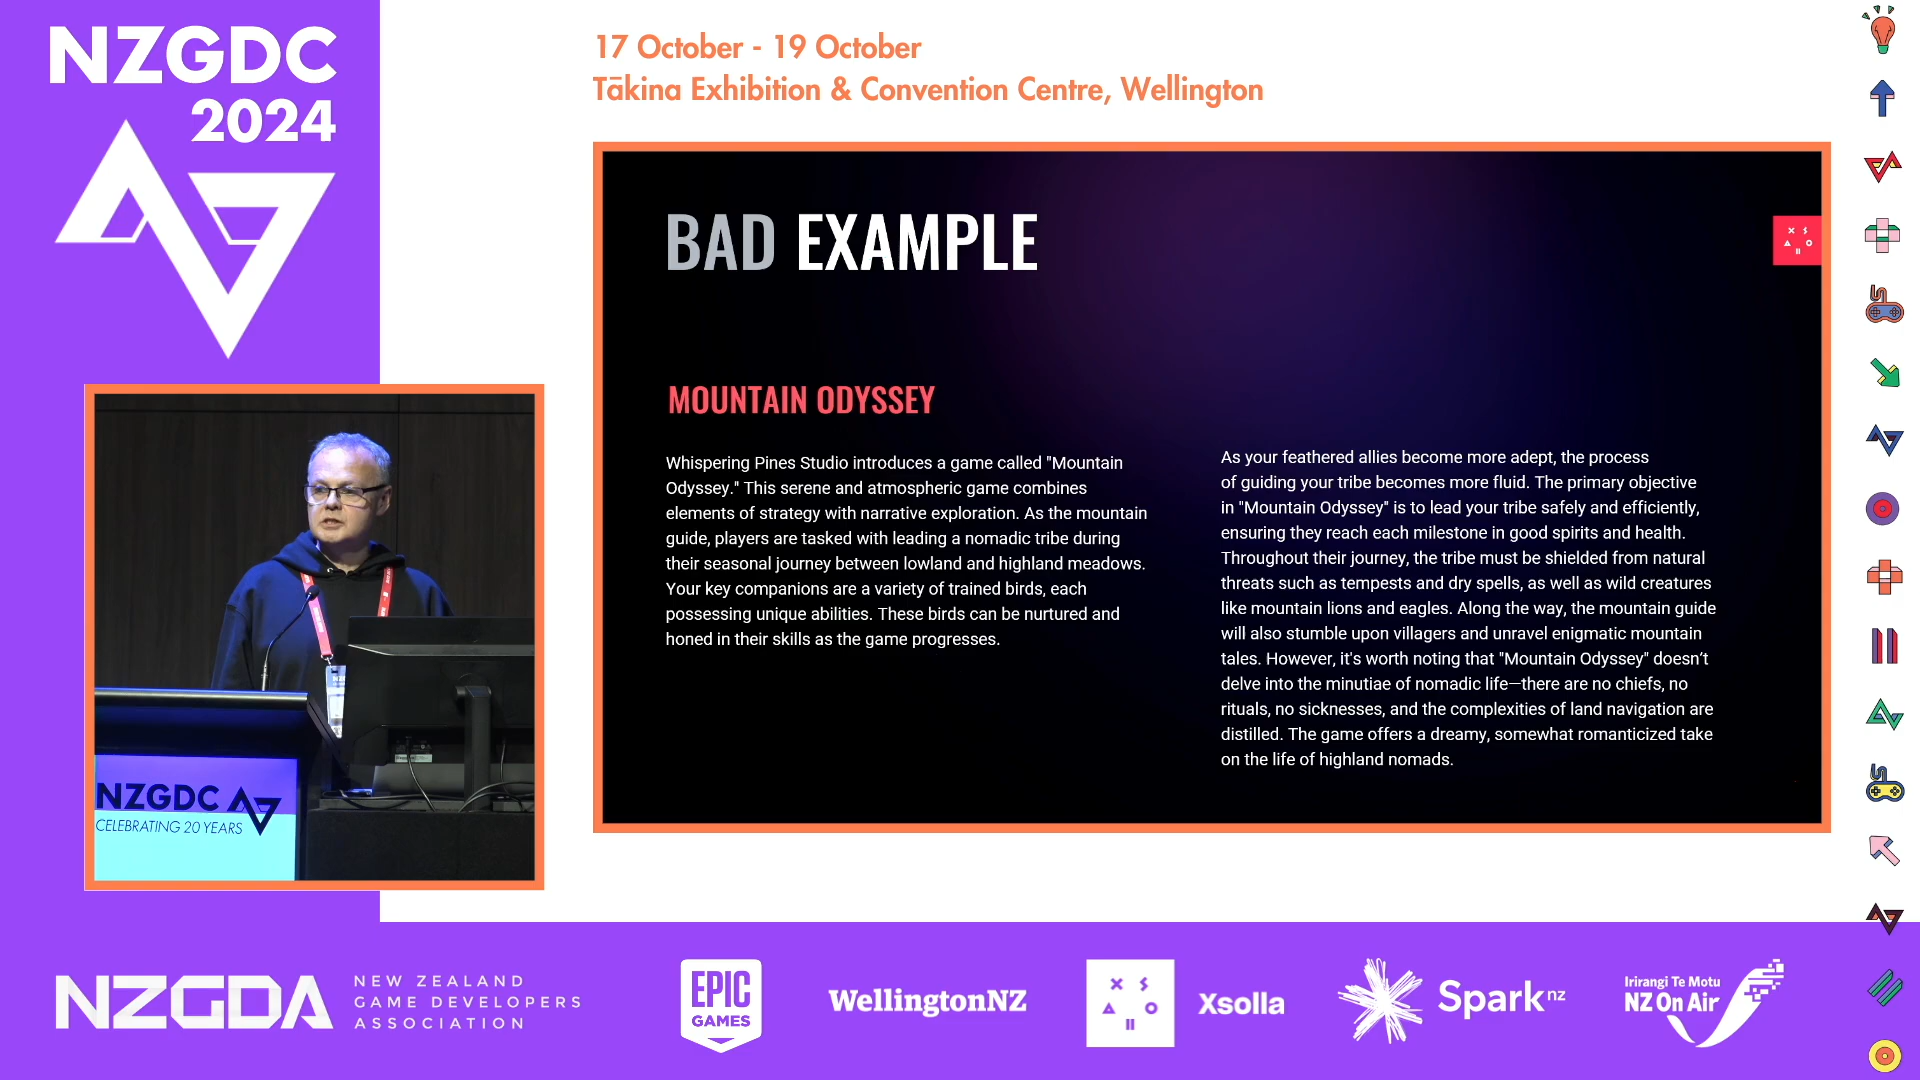 NZGDC
2024
17 October - 19 October
Tākina Exhibition & Convention Centre, Wellington
BAD EXAMPLE
MOUNTAIN ODYSSEY
Whispering Pines Studio introduces a game called "Mountain
Odyssey." This serene and atmospheric game combines
elements of strategy with narrative exploration. As the mountain
guide, players are tasked with leading a nomadic tribe during
their seasonal journey between lowland and highland meadows.
Your key companions are a variety of trained birds, each
possessing unique abilities. These birds can be nurtured and
honed in their skills as the game progresses.
As your feathered allies become more adept, the process
of guiding your tribe becomes more fluid. The primary objective
in "Mountain Odyssey" is to lead your tribe safely and efficiently,
ensuring they reach each milestone in good spirits and health.
Throughout their journey, the tribe must be shielded from natural
threats such as tempests and dry spells, as well as wild creatures
like mountain lions and eagles. Along the way, the mountain guide
will also stumble upon villagers and unravel enigmatic mountain
tales. However, it's worth noting that "Mountain Odyssey" doesn't
delve into the minutiae of nomadic life—there are no chiefs, no
rituals, no sicknesses, and the complexities of land navigation are
distilled. The game offers a dreamy, somewhat romanticized take
on the life of highland nomads.
NZGDC
CELEBRATING 20 YEARS
NZGDA
NEW ZEALAND
GAME DEVELOPERS
ASSOCIATION
EPIC
GAMES
WellingtonNZ
Xsolla
Spark nz
Irirangi Te Motu
NZ On Air